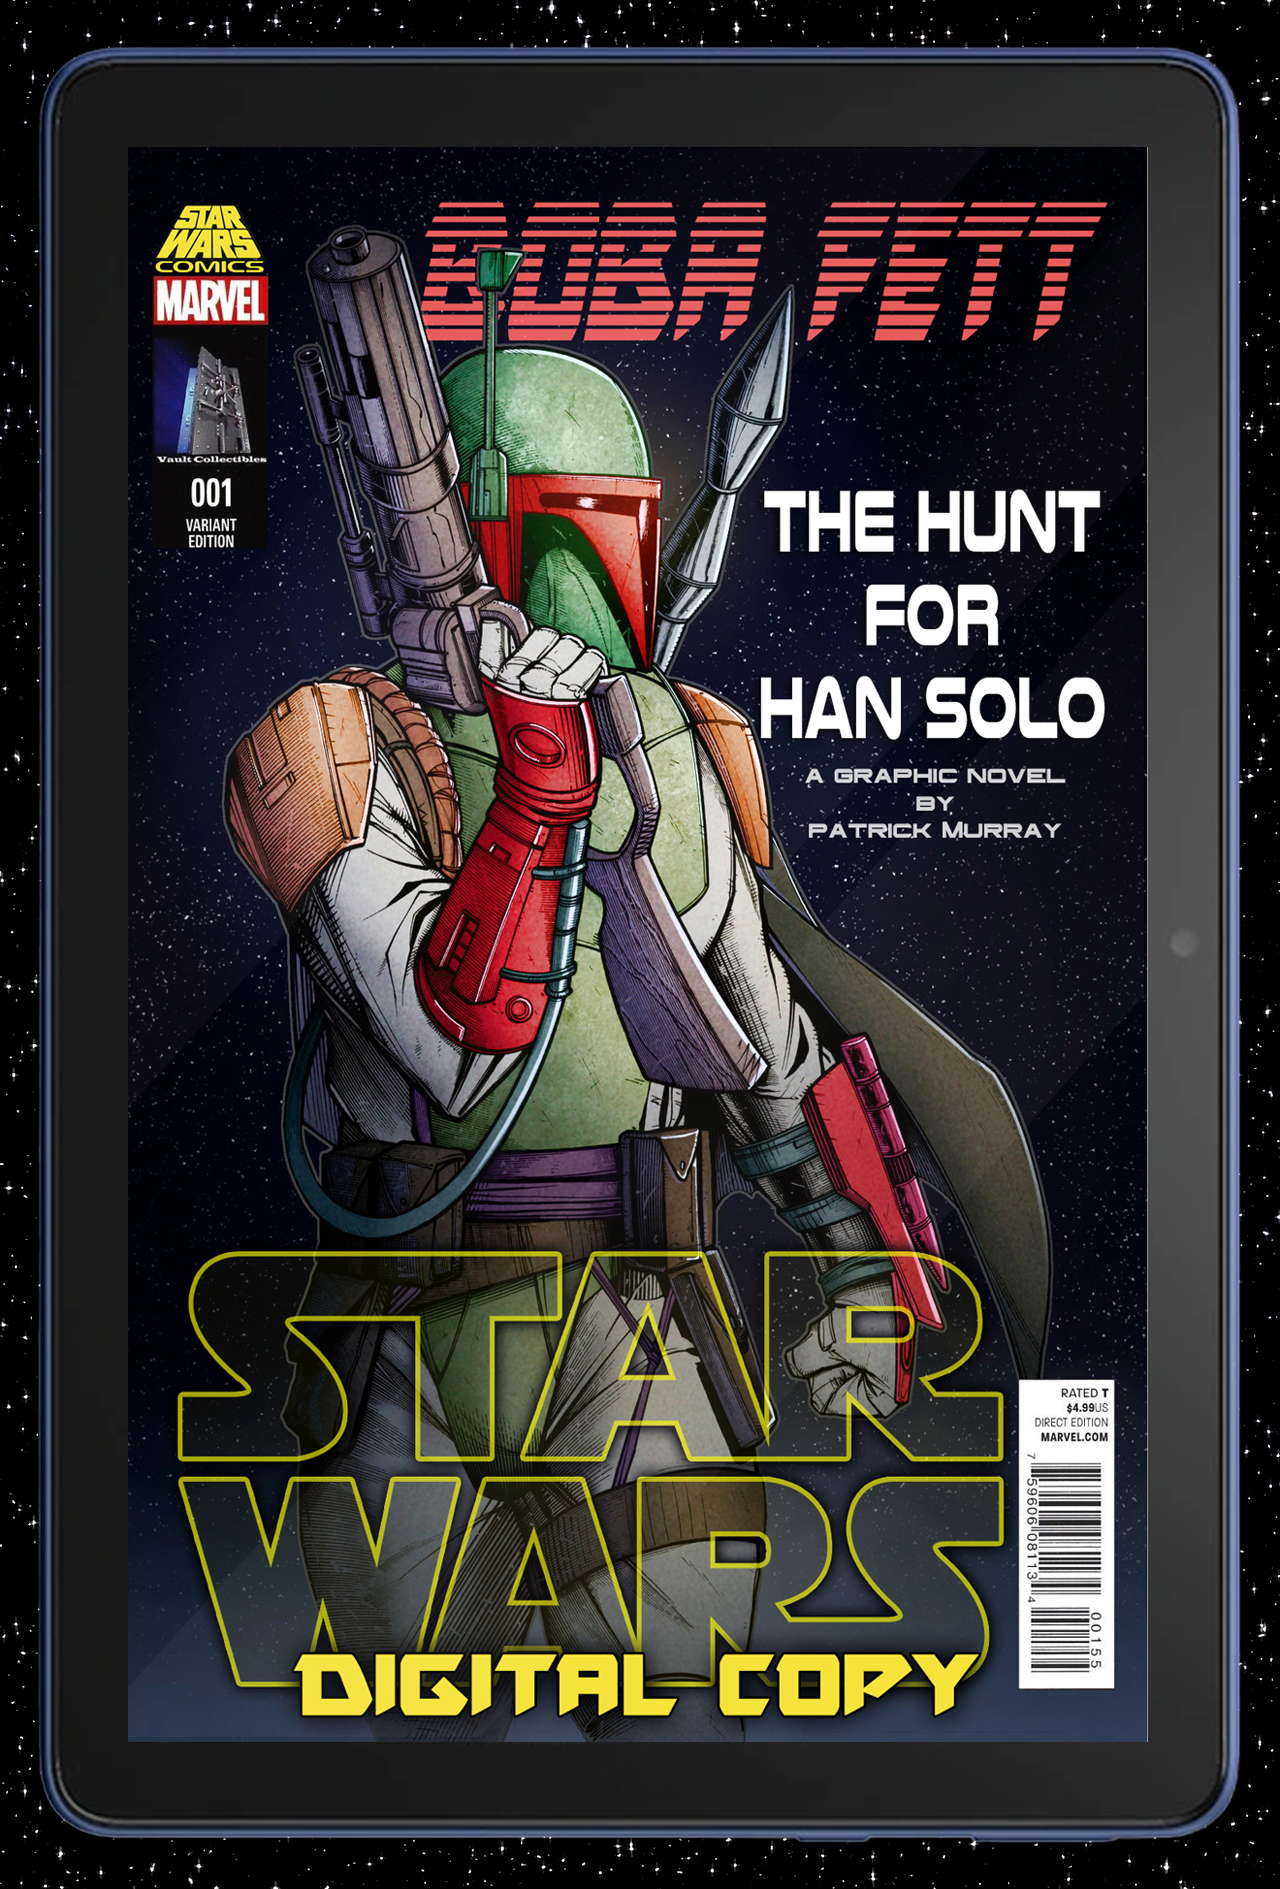 STAR
WARS
COMICS
MARVEL
Vault Collectibles
001
VARIANT
EDITION
BOBA FETT
THE HUNT
FOR
HAN SOLO
A GRAPHIC NOVEL
BY
PATRICK MURRAY
STAR
WARS
DIGITAL COPY
RATED T
$4.99US
DIRECT EDITION
MARVEL.COM
7 59606 08113 4
00155